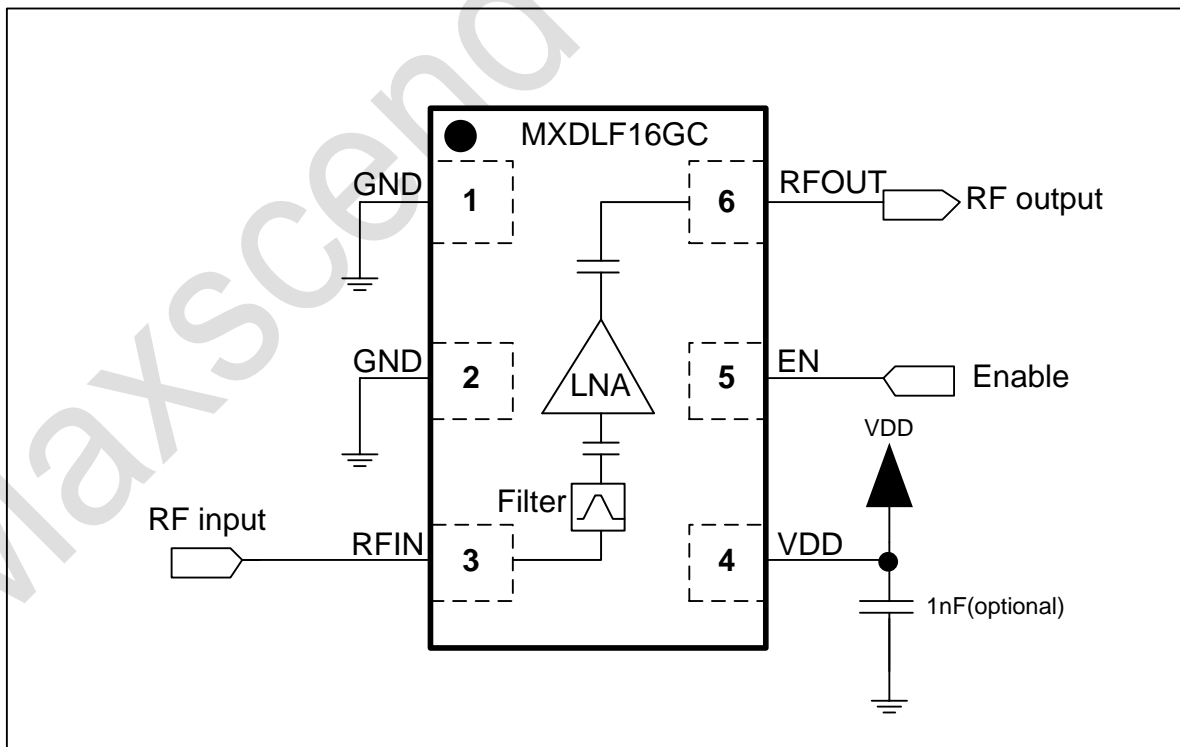 MXDLF16GC
GND
1
6
RFOUT
RF output
GND
2
LNA
5
EN
Enable
VDD
Filter
RF input
RFIN
3
4
VDD
1nF(optional)
Maxscend